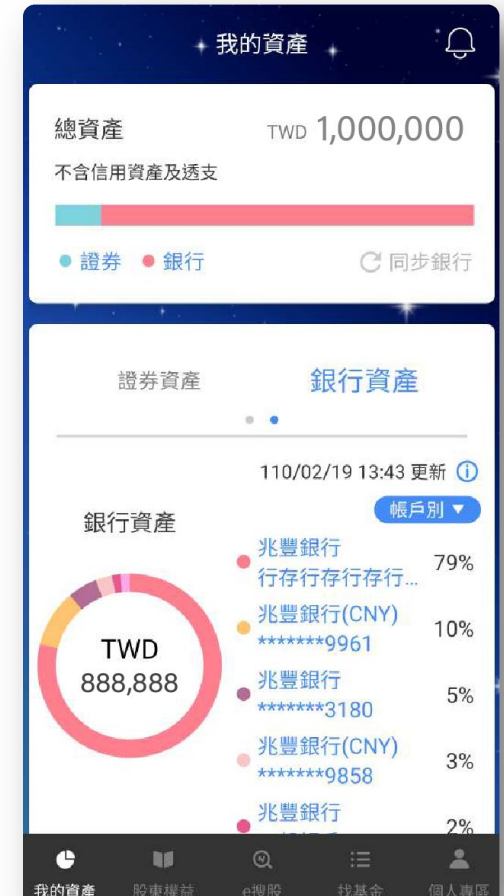 我的資產
總資產 TWD 1,000,000
不含信用資產及透支
證券 銀行 同步銀行
證券資產 銀行資產
110/02/19 13:43 更新
帳戶別 ▼
銀行資產
TWD
888,888
兆豐銀行
行存行存行存行... 79%
兆豐銀行(CNY)
*******9961 10%
兆豐銀行
*******3180 5%
兆豐銀行(CNY)
*******9858 3%
兆豐銀行
2%
我的資產 股東權益 e搜股 找基金 個人專區